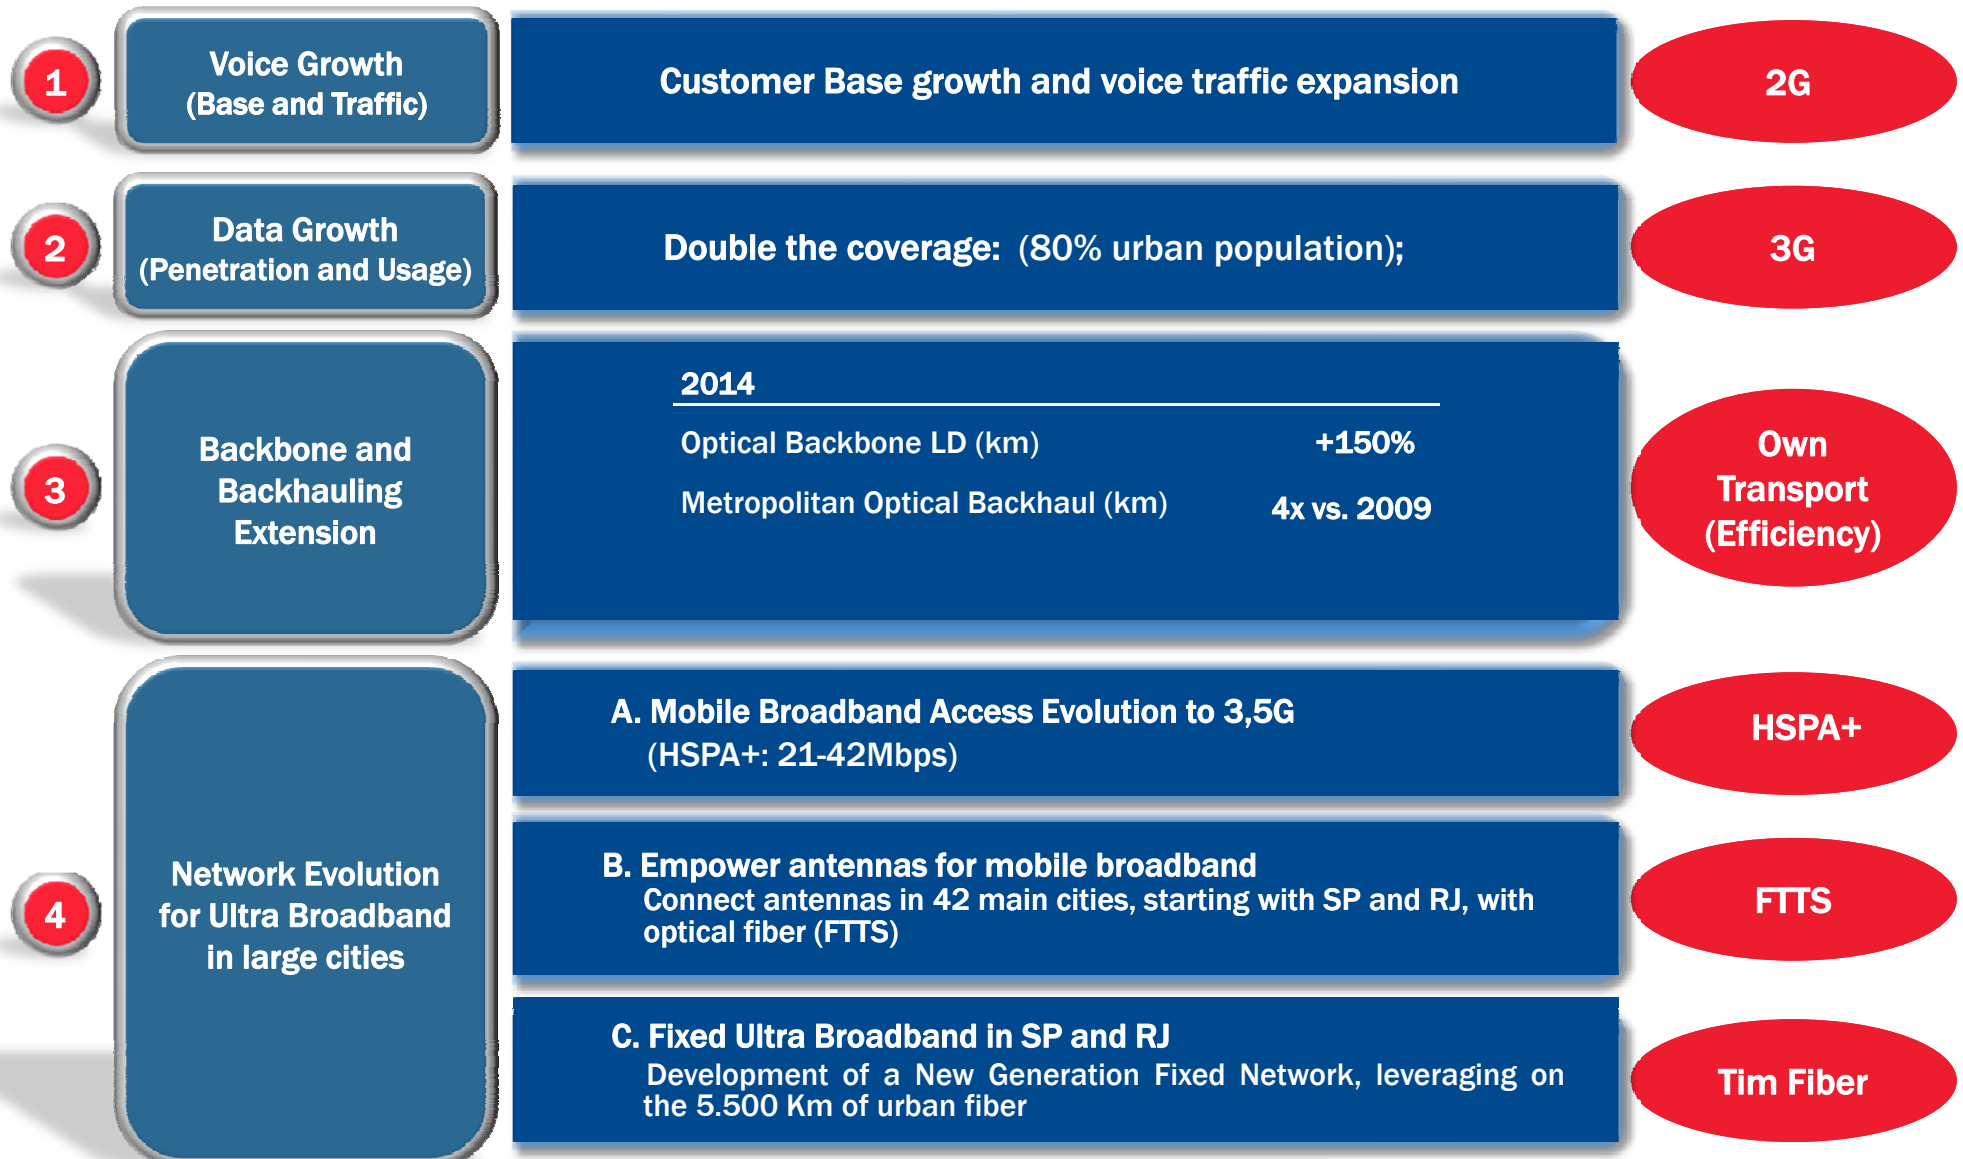 1
Voice Growth
(Base and Traffic)
Customer Base growth and voice traffic expansion
2G
2
Data Growth
(Penetration and Usage)
Double the coverage: (80% urban population);
3G
3
Backbone and
Backhauling
Extension
2014
Optical Backbone LD (km) +150%
Metropolitan Optical Backhaul (km) 4x vs. 2009
Own
Transport
(Efficiency)
4
Network Evolution
for Ultra Broadband
in large cities
A. Mobile Broadband Access Evolution to 3,5G
(HSPA+: 21-42Mbps)
HSPA+
B. Empower antennas for mobile broadband
Connect antennas in 42 main cities, starting with SP and RJ, with
optical fiber (FTTS)
FTTS
C. Fixed Ultra Broadband in SP and RJ
Development of a New Generation Fixed Network, leveraging on
the 5.500 Km of urban fiber
Tim Fiber